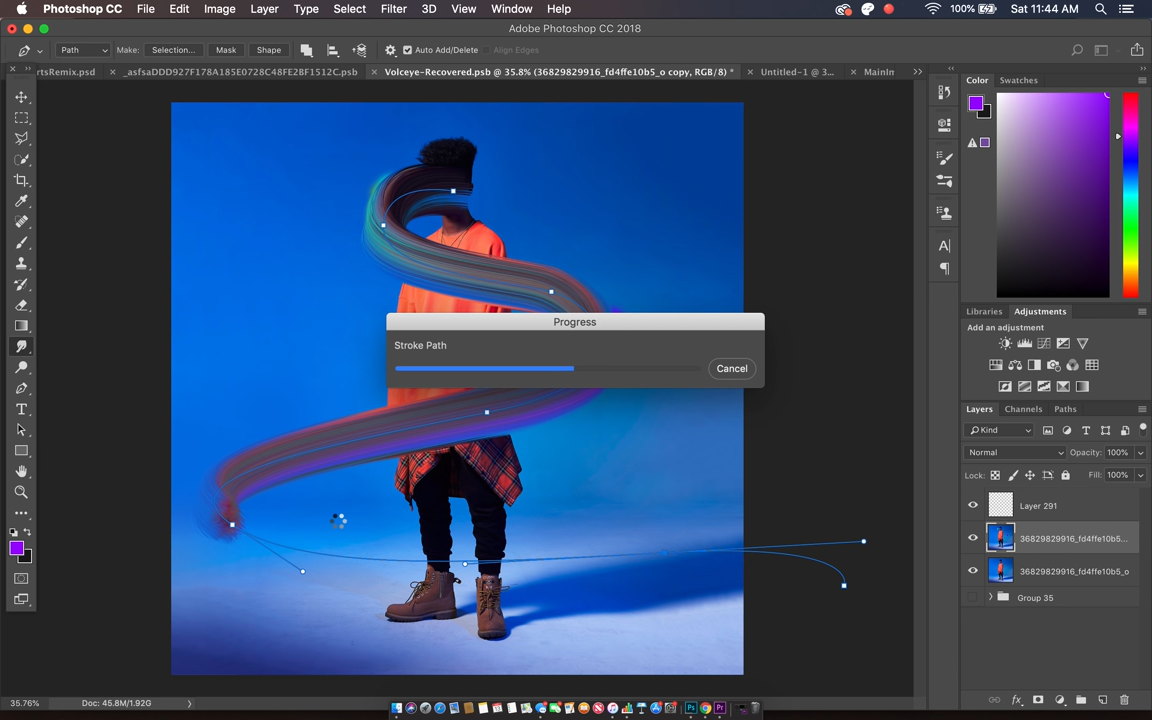 Photoshop CC File Edit Image Layer Type Select Filter 3D View Window Help 100% Sat 11:44 AM
Adobe Photoshop CC 2018
Path Make: Selection... Mask Shape Auto Add/Delete Align Edges
rtsRemix.psd _asfsaDDD927F178A185E0728C48FE2BF1512C.psb Volceye-Recovered.psb @ 35.8% (36829829916_fd4ffe10b5_o copy, RGB/8) * Untitled-1 @ 3... MainIn
Color Swatches
Libraries Adjustments
Add an adjustment
Progress
Stroke Path
Cancel
Layers Channels Paths
Kind
Normal Opacity: 100%
Lock: Fill: 100%
Layer 291
36829829916_fd4ffe10b5...
36829829916_fd4ffe10b5_o
Group 35
35.76% Doc: 45.8M/1.92G